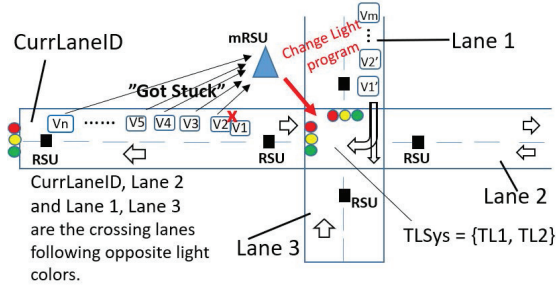 CurrLaneID
mRSU
Change Light
program
Vm
Lane 1
V2'
V1'
"Got Stuck"
Vn
V5
V4
V3
V2
X
V1
RSU
RSU
RSU
Lane 2
CurrLaneID, Lane 2
and Lane 1, Lane 3
are the crossing lanes
following opposite light
colors.
RSU
Lane 3
TLSys = {TL1, TL2}